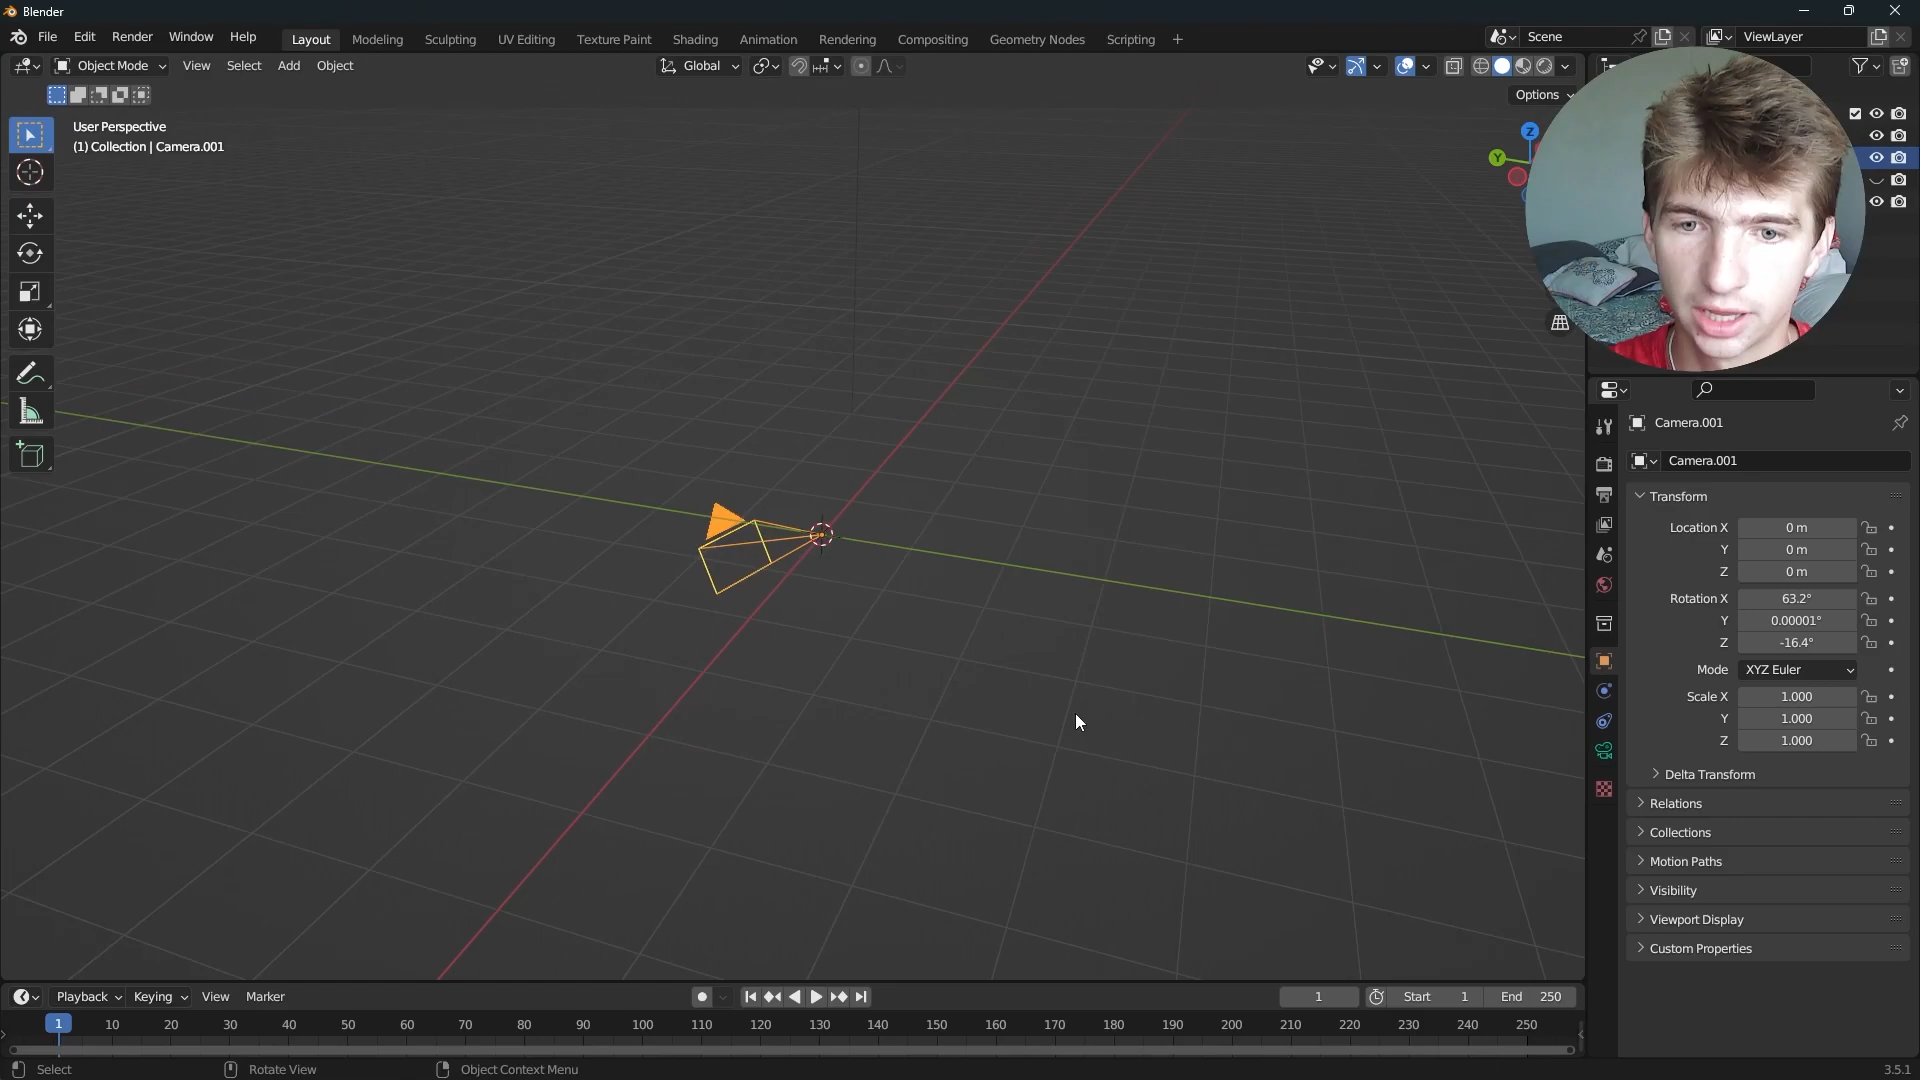 Blender
File Edit Render Window Help Layout Modeling Sculpting UV Editing Texture Paint Shading Animation Rendering Compositing Geometry Nodes Scripting + Scene ViewLayer
Object Mode View Select Add Object Global
Options
User Perspective
(1) Collection | Camera.001
Z
Y
Camera.001
Camera.001
Transform
Location X 0 m
Y 0 m
Z 0 m
Rotation X 63.2°
Y 0.00001°
Z -16.4°
Mode XYZ Euler
Scale X 1.000
Y 1.000
Z 1.000
Delta Transform
Relations
Collections
Motion Paths
Visibility
Viewport Display
Custom Properties
Playback Keying View Marker 1 Start 1 End 250
1 10 20 30 40 50 60 70 80 90 100 110 120 130 140 150 160 170 180 190 200 210 220 230 240 250
Select Rotate View Object Context Menu 3.5.1